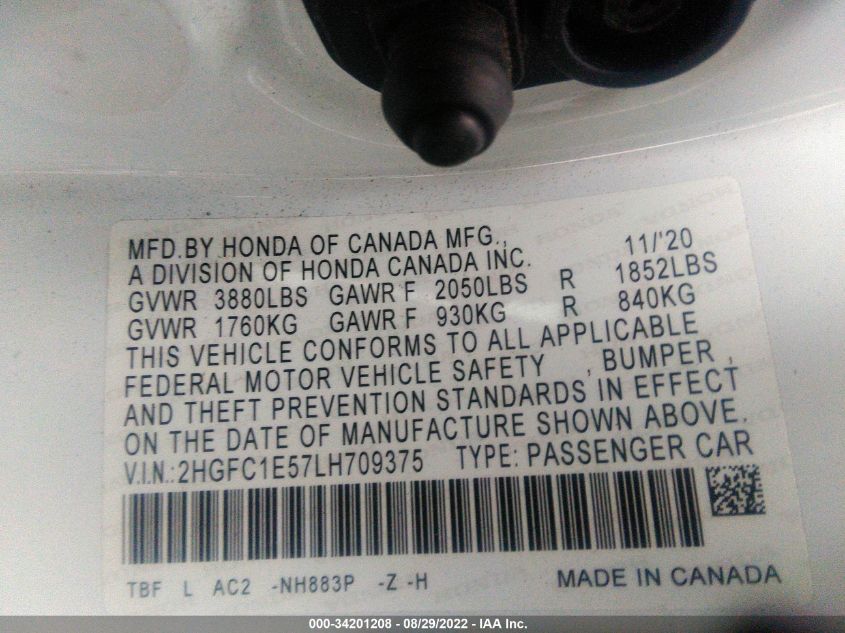 MFD.BY HONDA OF CANADA MFG., 11/'20
A DIVISION OF HONDA CANADA INC.
GVWR 3880LBS GAWR F 2050LBS R 1852LBS
GVWR 1760KG GAWR F 930KG R 840KG
THIS VEHICLE CONFORMS TO ALL APPLICABLE
FEDERAL MOTOR VEHICLE SAFETY , BUMPER ,
AND THEFT PREVENTION STANDARDS IN EFFECT
ON THE DATE OF MANUFACTURE SHOWN ABOVE.
V.I.N.: 2HGFC1E57LH709375 TYPE: PASSENGER CAR
TBF L AC2 -NH883P -Z -H MADE IN CANADA
000-34201208 - 08/29/2022 - IAA Inc.